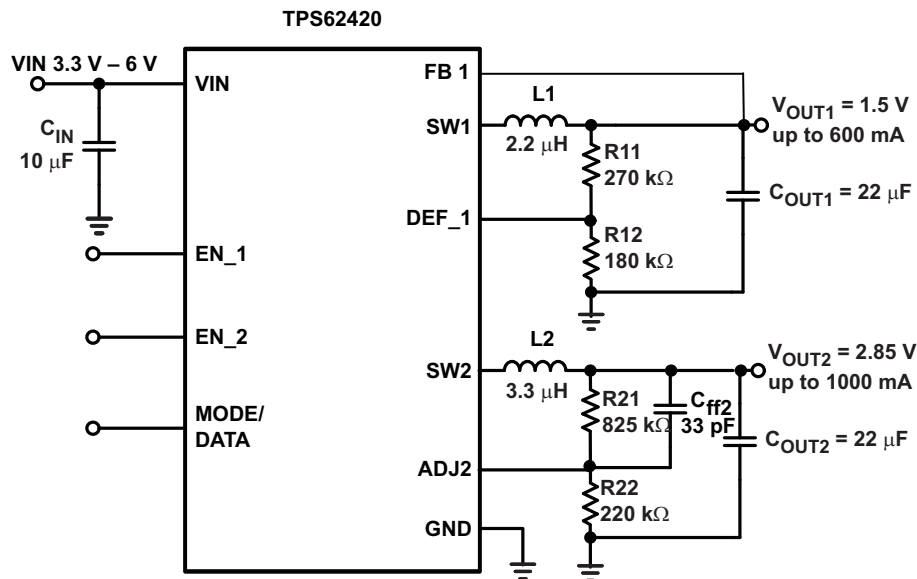 TPS62420
VIN 3.3 V – 6 V
VIN
FB 1
L1
SW1
2.2 μH
V_OUT1 = 1.5 V
up to 600 mA
C_IN
10 μF
R11
270 kΩ
C_OUT1 = 22 μF
DEF_1
R12
180 kΩ
EN_1
EN_2
L2
SW2
3.3 μH
V_OUT2 = 2.85 V
up to 1000 mA
R21
825 kΩ
C_ff2
33 pF
MODE/
DATA
C_OUT2 = 22 μF
ADJ2
R22
220 kΩ
GND